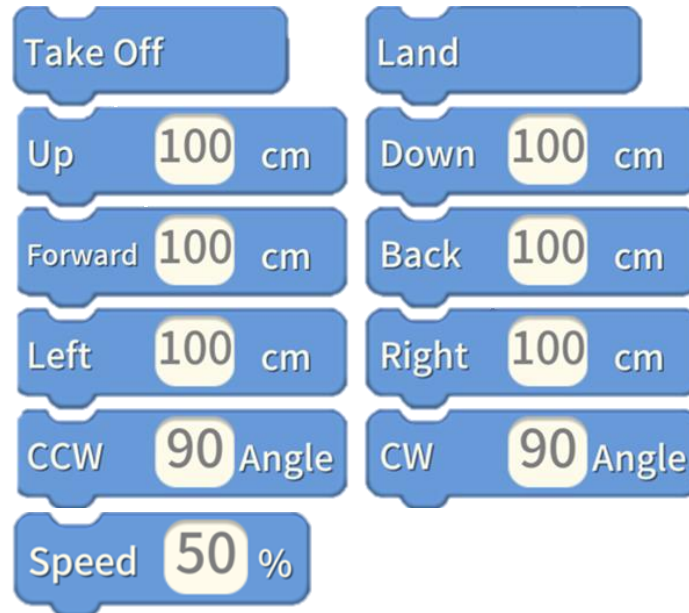 Take Off Land
Up 100 cm Down 100 cm
Forward 100 cm Back 100 cm
Left 100 cm Right 100 cm
CCW 90 Angle CW 90 Angle
Speed 50 %